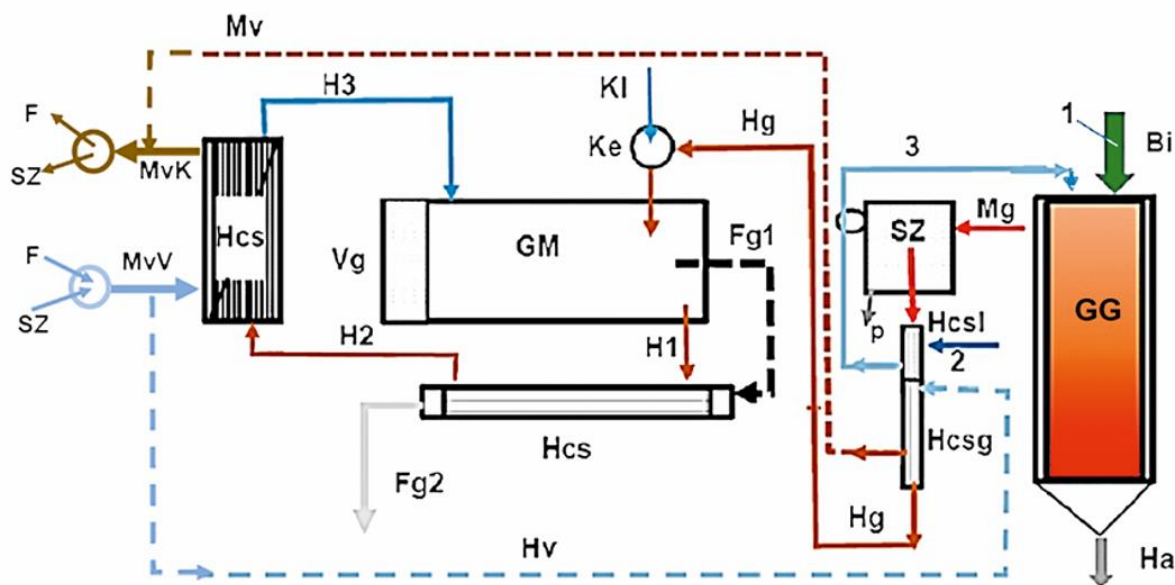 Mv
H3
Kl
Hg
1
Bi
F
Ke
3
SZ
MvK
Mg
Hcs
SZ
GM
Fg1
F
MvV
Vg
GG
SZ
p
Hcsl
H2
H1
2
Hcs
Hcsg
Fg2
Hg
Hv
Ha